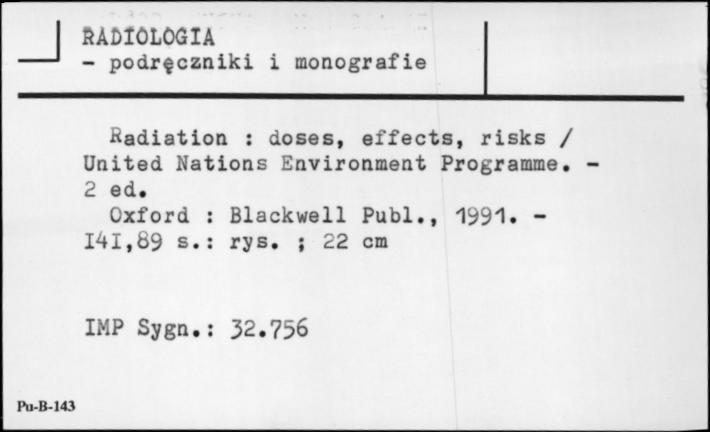 RADIOLOGIA
- podręczniki i monografie
Radiation : doses, effects, risks /
United Nations Environment Programme. -
2 ed.
Oxford : Blackwell Publ., 1991. -
I4I,89 s.: rys. ; 22 cm
IMP Sygn.: 32.756
Pu-B-143